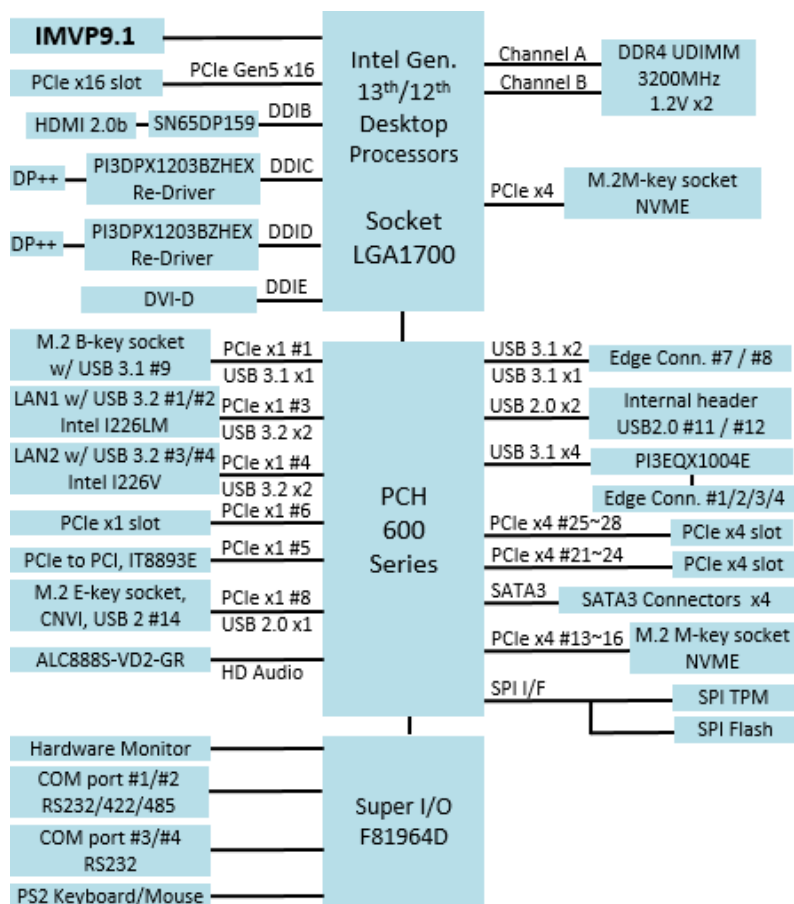 IMVP9.1
PCIe x16 slot
PCIe Gen5 x16
HDMI 2.0b
SN65DP159
DDIB
DP++
PI3DPX1203BZHEX
Re-Driver
DDIC
DP++
PI3DPX1203BZHEX
Re-Driver
DDID
DVI-D
DDIE
Intel Gen.
13th/12th
Desktop
Processors
Socket
LGA1700
Channel A
Channel B
DDR4 UDIMM
3200MHz
1.2V x2
PCIe x4
M.2M-key socket
NVME
M.2 B-key socket
w/ USB 3.1 #9
PCIe x1 #1
USB 3.1 x1
LAN1 w/ USB 3.2 #1/#2
Intel I226LM
PCIe x1 #3
USB 3.2 x2
LAN2 w/ USB 3.2 #3/#4
Intel I226V
PCIe x1 #4
USB 3.2 x2
PCIe x1 slot
PCIe x1 #6
PCIe to PCI, IT8893E
PCIe x1 #5
M.2 E-key socket,
CNVI, USB 2 #14
PCIe x1 #8
USB 2.0 x1
ALC888S-VD2-GR
HD Audio
PCH
600
Series
USB 3.1 x2
USB 3.1 x1
Edge Conn. #7 / #8
USB 2.0 x2
Internal header
USB2.0 #11 / #12
USB 3.1 x4
PI3EQX1004E
Edge Conn. #1/2/3/4
PCIe x4 #25~28
PCIe x4 slot
PCIe x4 #21~24
PCIe x4 slot
SATA3
SATA3 Connectors x4
PCIe x4 #13~16
M.2 M-key socket
NVME
SPI I/F
SPI TPM
SPI Flash
Hardware Monitor
COM port #1/#2
RS232/422/485
COM port #3/#4
RS232
PS2 Keyboard/Mouse
Super I/O
F81964D